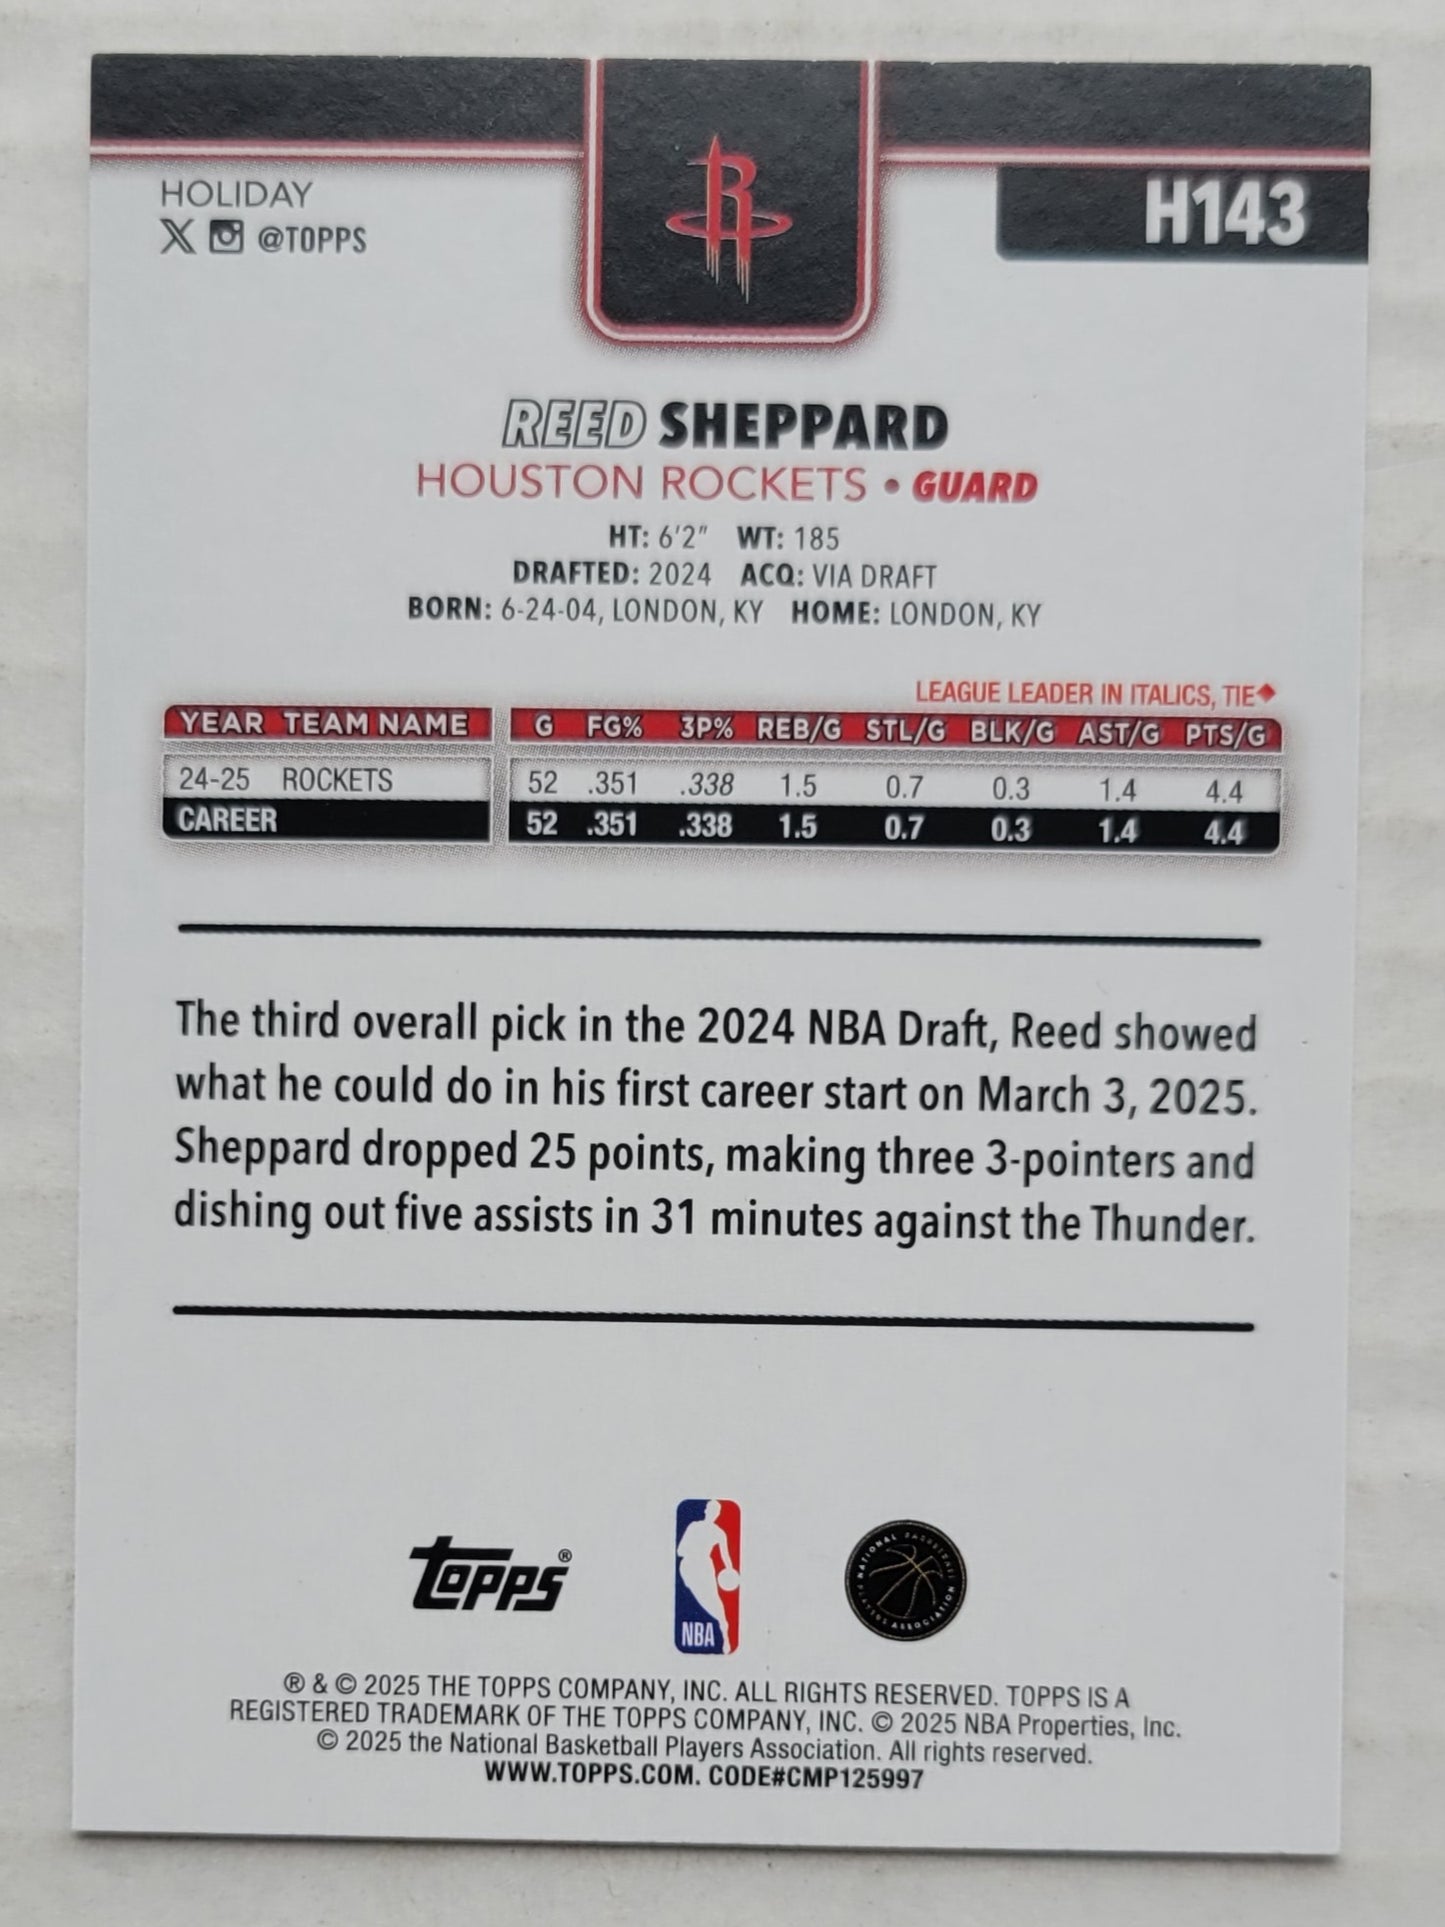 HOLIDAY
X @TOPPS
H143
R
REED SHEPPARD
HOUSTON ROCKETS • GUARD
HT: 6'2" WT: 185
DRAFTED: 2024 ACQ: VIA DRAFT
BORN: 6-24-04, LONDON, KY HOME: LONDON, KY
LEAGUE LEADER IN ITALICS, TIE◆
YEAR TEAM NAME G FG% 3P% REB/G STL/G BLK/G AST/G PTS/G
24-25 ROCKETS 52 .351 .338 1.5 0.7 0.3 1.4 4.4
CAREER 52 .351 .338 1.5 0.7 0.3 1.4 4.4
The third overall pick in the 2024 NBA Draft, Reed showed
what he could do in his first career start on March 3, 2025.
Sheppard dropped 25 points, making three 3-pointers and
dishing out five assists in 31 minutes against the Thunder.
Topps®
NBA
NATIONAL BASKETBALL PLAYERS ASSOCIATION
® & © 2025 THE TOPPS COMPANY, INC. ALL RIGHTS RESERVED. TOPPS IS A
REGISTERED TRADEMARK OF THE TOPPS COMPANY, INC. © 2025 NBA Properties, Inc.
© 2025 the National Basketball Players Association. All rights reserved.
WWW.TOPPS.COM. CODE#CMP125997